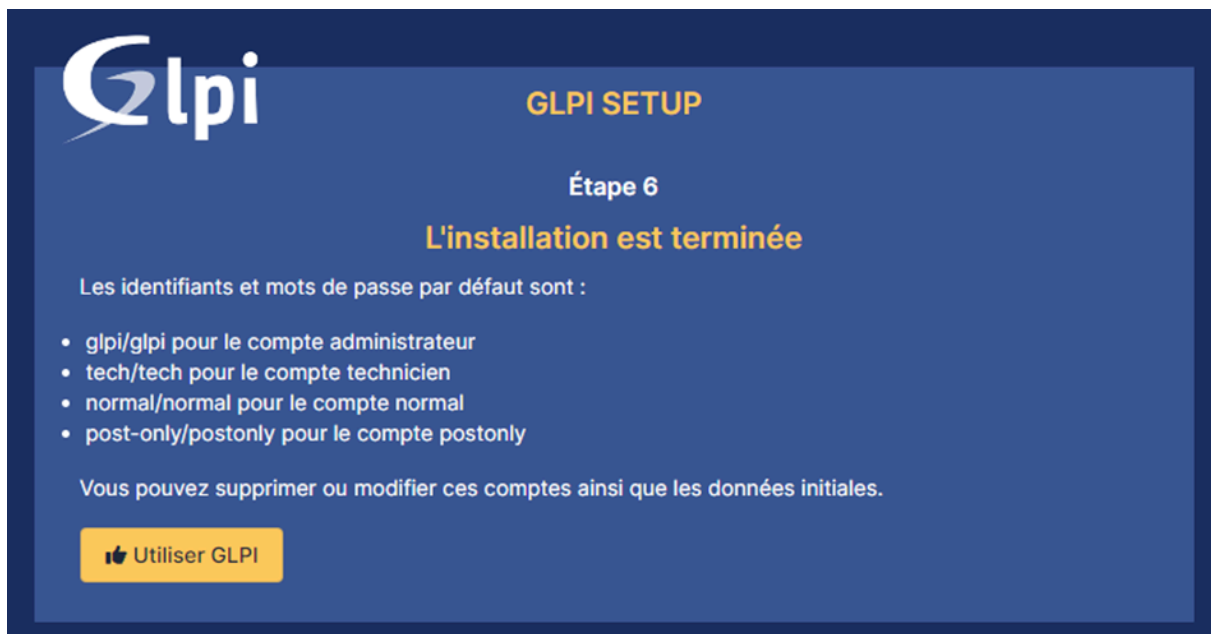 Glpi
GLPI SETUP
Étape 6
L'installation est terminée
Les identifiants et mots de passe par défaut sont :
• glpi/glpi pour le compte administrateur
• tech/tech pour le compte technicien
• normal/normal pour le compte normal
• post-only/postonly pour le compte postonly
Vous pouvez supprimer ou modifier ces comptes ainsi que les données initiales.
Utiliser GLPI